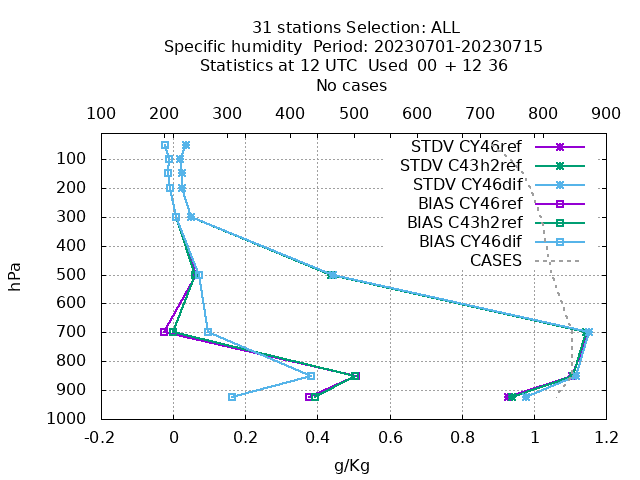 31 stations Selection: ALL
Specific humidity  Period: 20230701-20230715
Statistics at 12 UTC  Used  00 + 12 36
No cases
100 200 300 400 500 600 700 800 900
STDV CY46ref
STDV C43h2ref
STDV CY46dif
BIAS CY46ref
BIAS C43h2ref
BIAS CY46dif
CASES
hPa
100
200
300
400
500
600
700
800
900
1000
-0.2 0 0.2 0.4 0.6 0.8 1 1.2
g/Kg